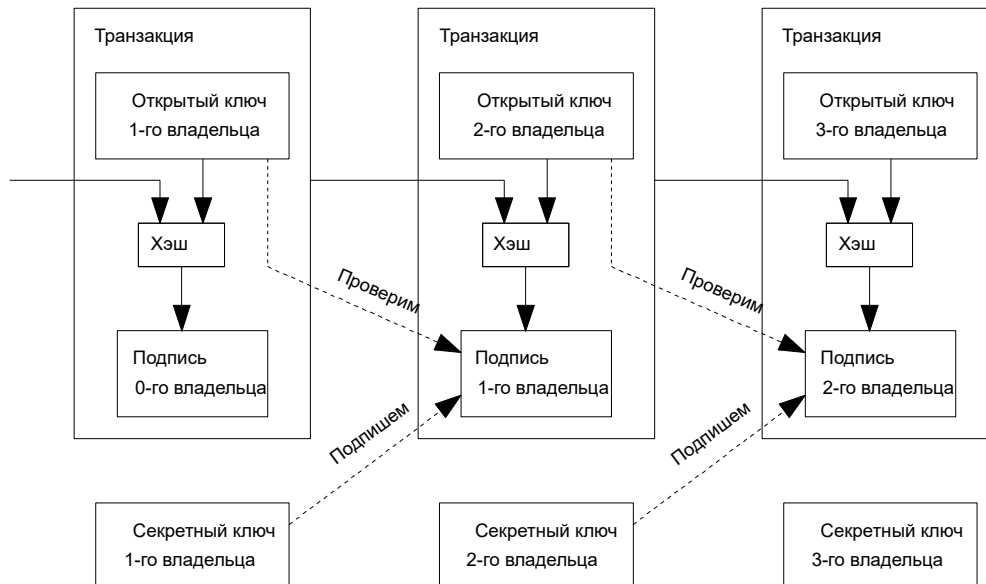 Транзакция
Транзакция
Транзакция
Открытый ключ
1-го владельца
Открытый ключ
2-го владельца
Открытый ключ
3-го владельца
Хэш
Хэш
Хэш
Проверим
Проверим
Подпись
0-го владельца
Подпись
1-го владельца
Подпись
2-го владельца
Подпишем
Подпишем
Секретный ключ
1-го владельца
Секретный ключ
2-го владельца
Секретный ключ
3-го владельца